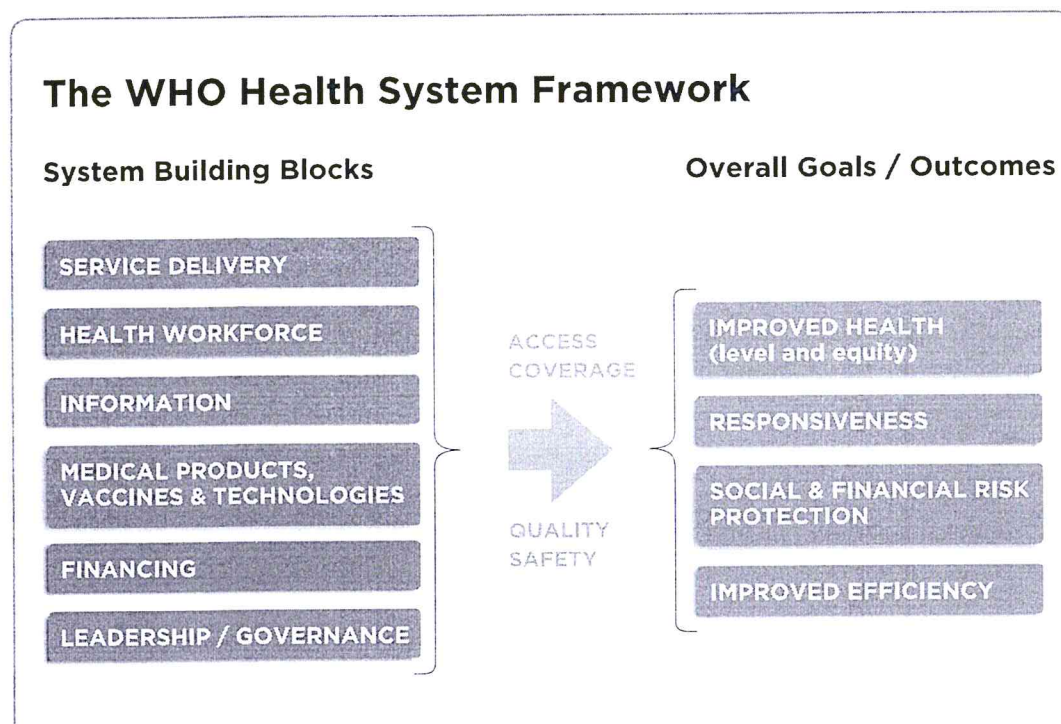 The WHO Health System Framework
System Building Blocks
Overall Goals / Outcomes
SERVICE DELIVERY
HEALTH WORKFORCE
INFORMATION
MEDICAL PRODUCTS,
VACCINES & TECHNOLOGIES
FINANCING
LEADERSHIP / GOVERNANCE
ACCESS
COVERAGE
QUALITY
SAFETY
IMPROVED HEALTH
(level and equity)
RESPONSIVENESS
SOCIAL & FINANCIAL RISK
PROTECTION
IMPROVED EFFICIENCY